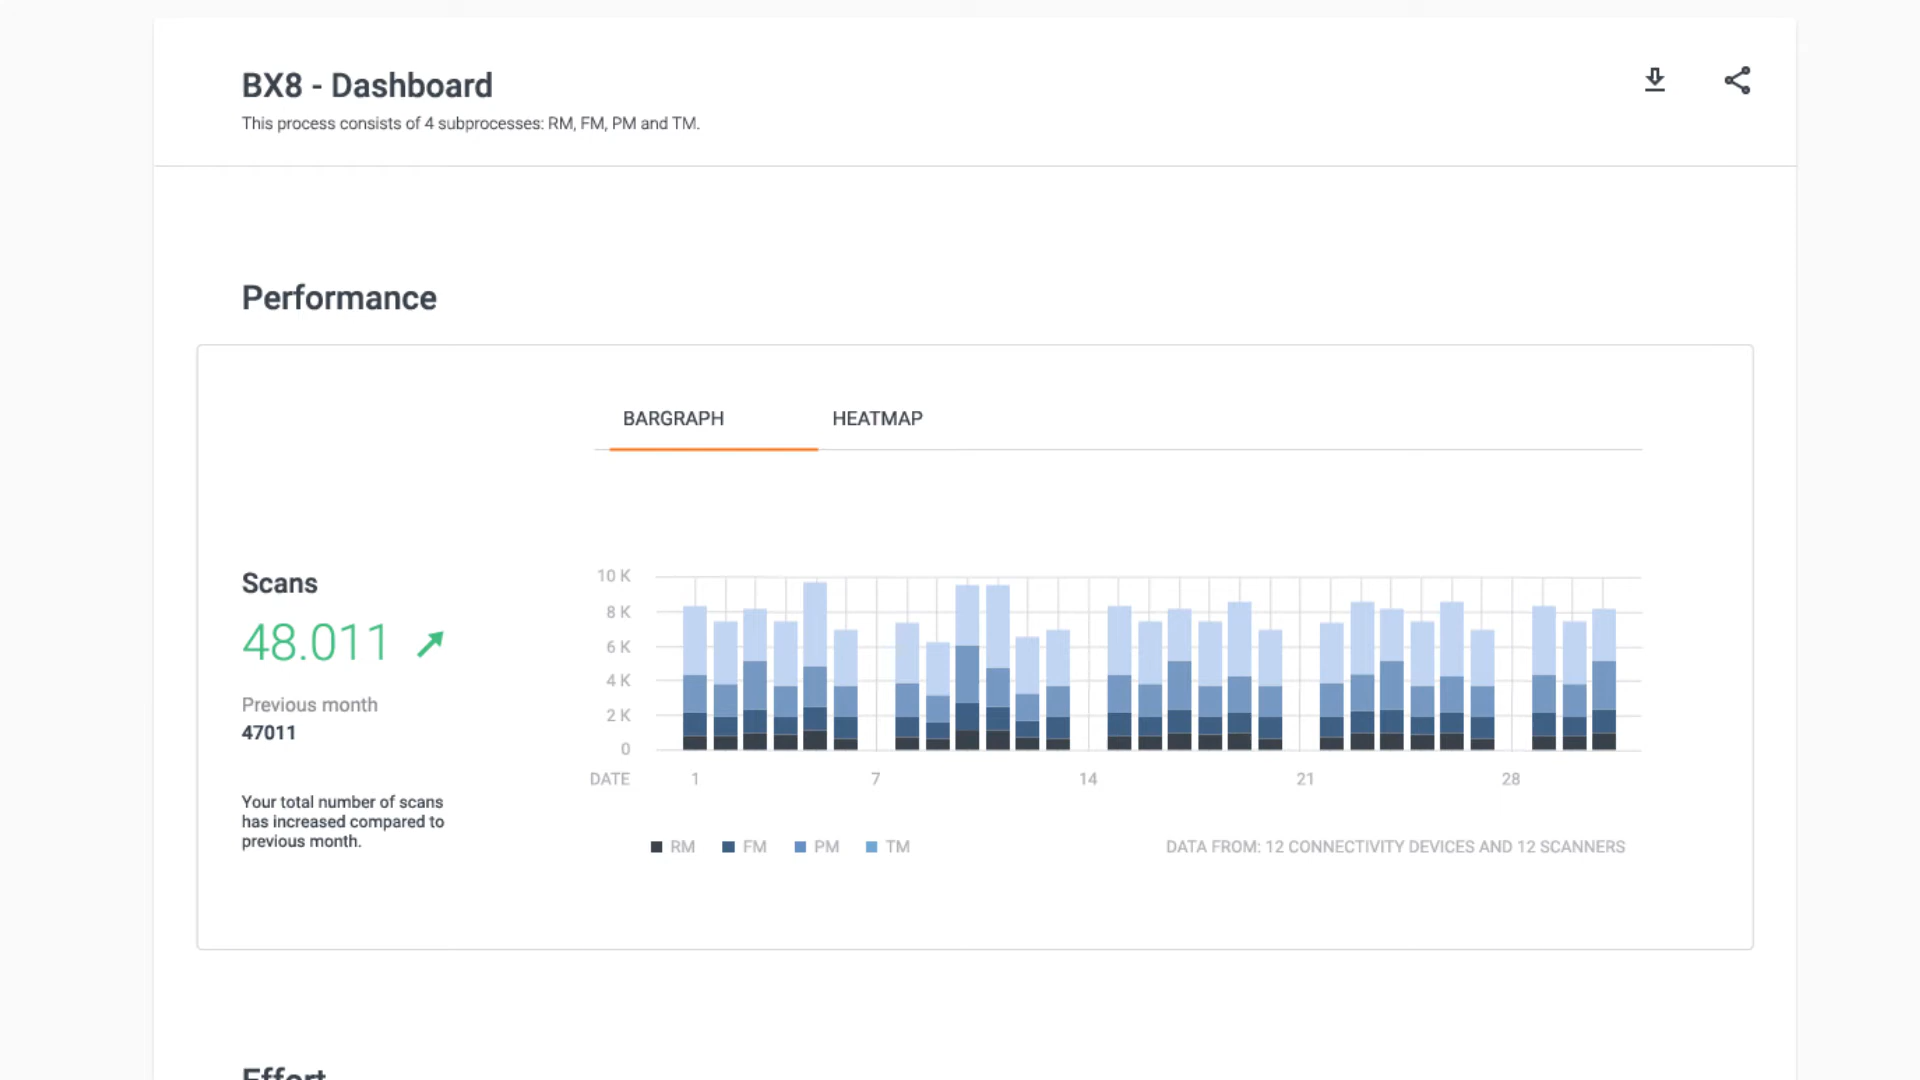 BX8 - Dashboard
This process consists of 4 subprocesses: RM, FM, PM and TM.
Performance
BARGRAPH
HEATMAP
Scans
48.011
Previous month
47011
Your total number of scans
has increased compared to
previous month.
10 K
8 K
6 K
4 K
2 K
0
DATE 1 7 14 21 28
RM FM PM TM
DATA FROM: 12 CONNECTIVITY DEVICES AND 12 SCANNERS
Effort